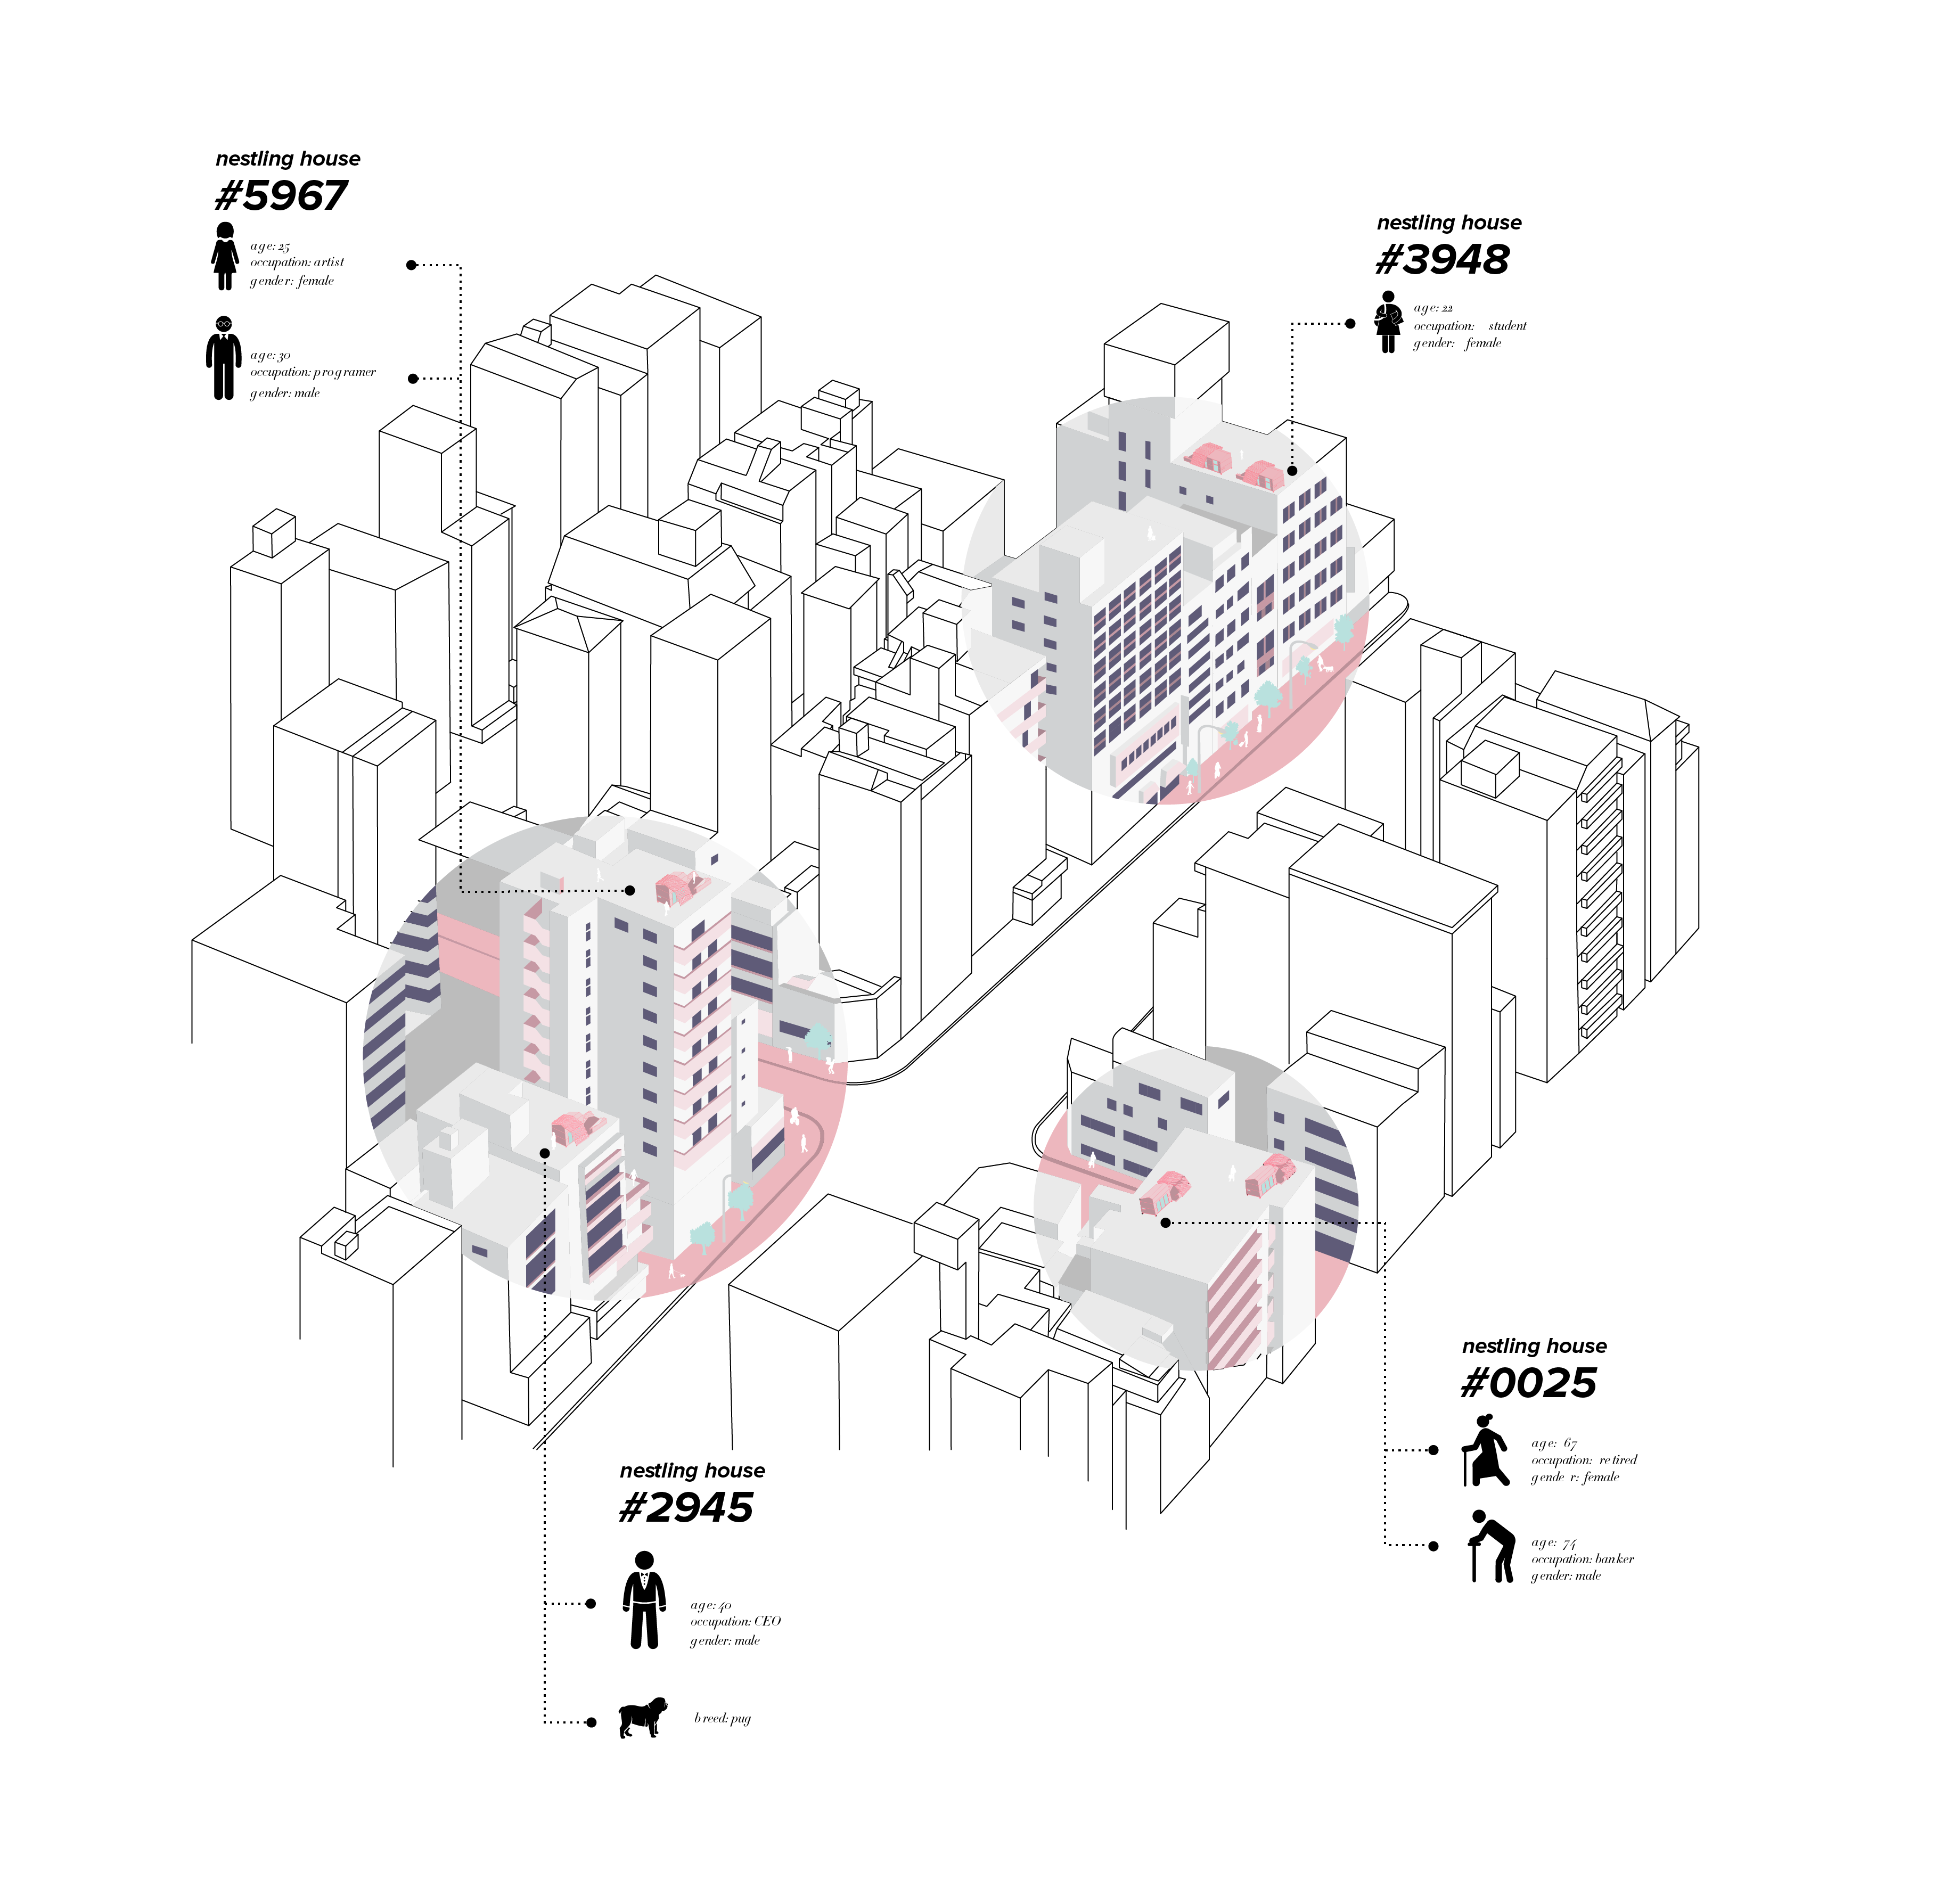 nestling house
#5967
age: 25
occupation: artist
gender: female
age: 30
occupation: programer
gender: male
nestling house
#3948
age: 22
occupation: student
gender: female
nestling house
#0025
age: 67
occupation: retired
gender: female
age: 74
occupation: banker
gender: male
nestling house
#2945
age: 40
occupation: CEO
gender: male
breed: pug